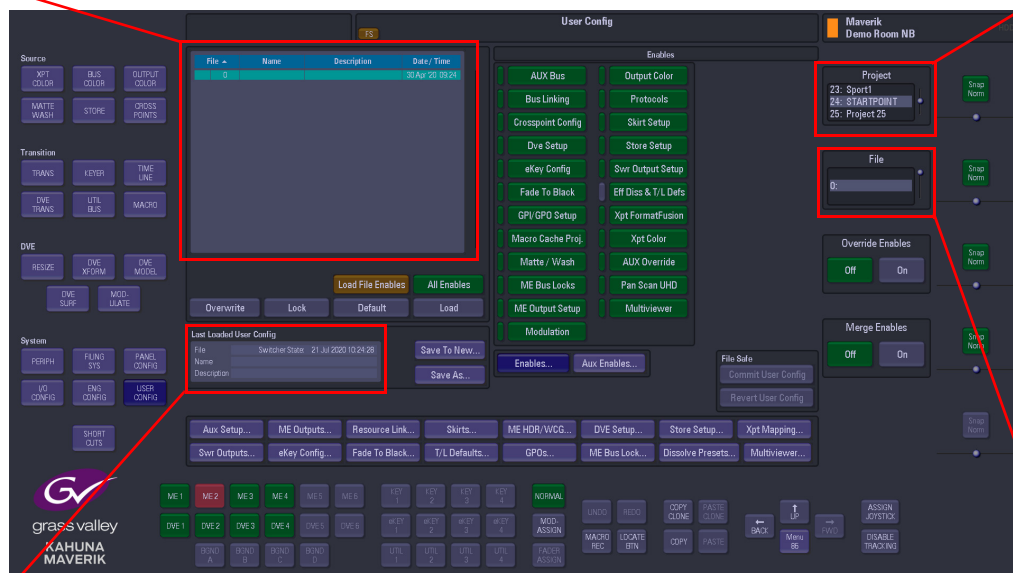 User Config
FS
Maverik
Demo Room NB
Source
XPT COLOR
BUS COLOR
OUTPUT COLOR
MATTE WASH
STORE
CROSS POINTS
Transition
TRANS
KEYER
TIME LINE
DVE TRANS
UTIL BUS
MACRO
DVE
RESIZE
DVE XFORM
DVE MODEL
DVE SURF
MOD- ULATE
System
PERIPH
FILING SYS
PANEL CONFIG
I/O CONFIG
ENG CONFIG
USER CONFIG
SHORT CUTS
File
Name
Description
Date / Time
0
30 Apr '20 09:24
Load File Enables
All Enables
Overwrite
Lock
Default
Load
Last Loaded User Config
File
Switcher State: 21 Jul 2020 10:24:28
Name
Description
Save To New...
Save As...
Enables
AUX Bus
Output Color
Bus Linking
Protocols
Crosspoint Config
Skirt Setup
Dve Setup
Store Setup
eKey Config
Swr Output Setup
Fade To Black
Eff Diss & T/L Defs
GPI/GPO Setup
Xpt FormatFusion
Macro Cache Proj.
Xpt Color
Matte / Wash
AUX Override
ME Bus Locks
Pan Scan UHD
ME Output Setup
Multiviewer
Modulation
Enables...
Aux Enables...
File Safe
Commit User Config
Revert User Config
Project
23: Sport1
24: STARTPOINT
25: Project 25
File
0:
Override Enables
Off
On
Merge Enables
Off
On
Snap Norm
Snap Norm
Snap Norm
Snap Norm
Snap Norm
Aux Setup...
ME Outputs...
Resource Link...
Skirts...
ME HDR/WCG...
DVE Setup...
Store Setup...
Xpt Mapping...
Swr Outputs...
eKey Config...
Fade To Black...
T/L Defaults...
GPOs...
ME Bus Lock...
Dissolve Presets...
Multiviewer...
GV
grass valley
KAHUNA
MAVERIK
ME 1
ME 2
ME 3
ME 4
ME 5
ME 6
KEY 1
KEY 2
KEY 3
KEY 4
NORMAL
DVE 1
DVE 2
DVE 3
DVE 4
DVE 5
DVE 6
eKEY 1
eKEY 2
eKEY 3
eKEY 4
MOD- ASSIGN
BGND A
BGND B
BGND C
BGND D
UTIL 1
UTIL 2
UTIL 3
UTIL 4
FADER ASSIGN
UNDO
REDO
COPY CLONE
PASTE CLONE
MACRO REC
LOCATE BTN
COPY
PASTE
BACK
UP
FWD
Menu 86
ASSIGN JOYSTICK
DISABLE TRACKING